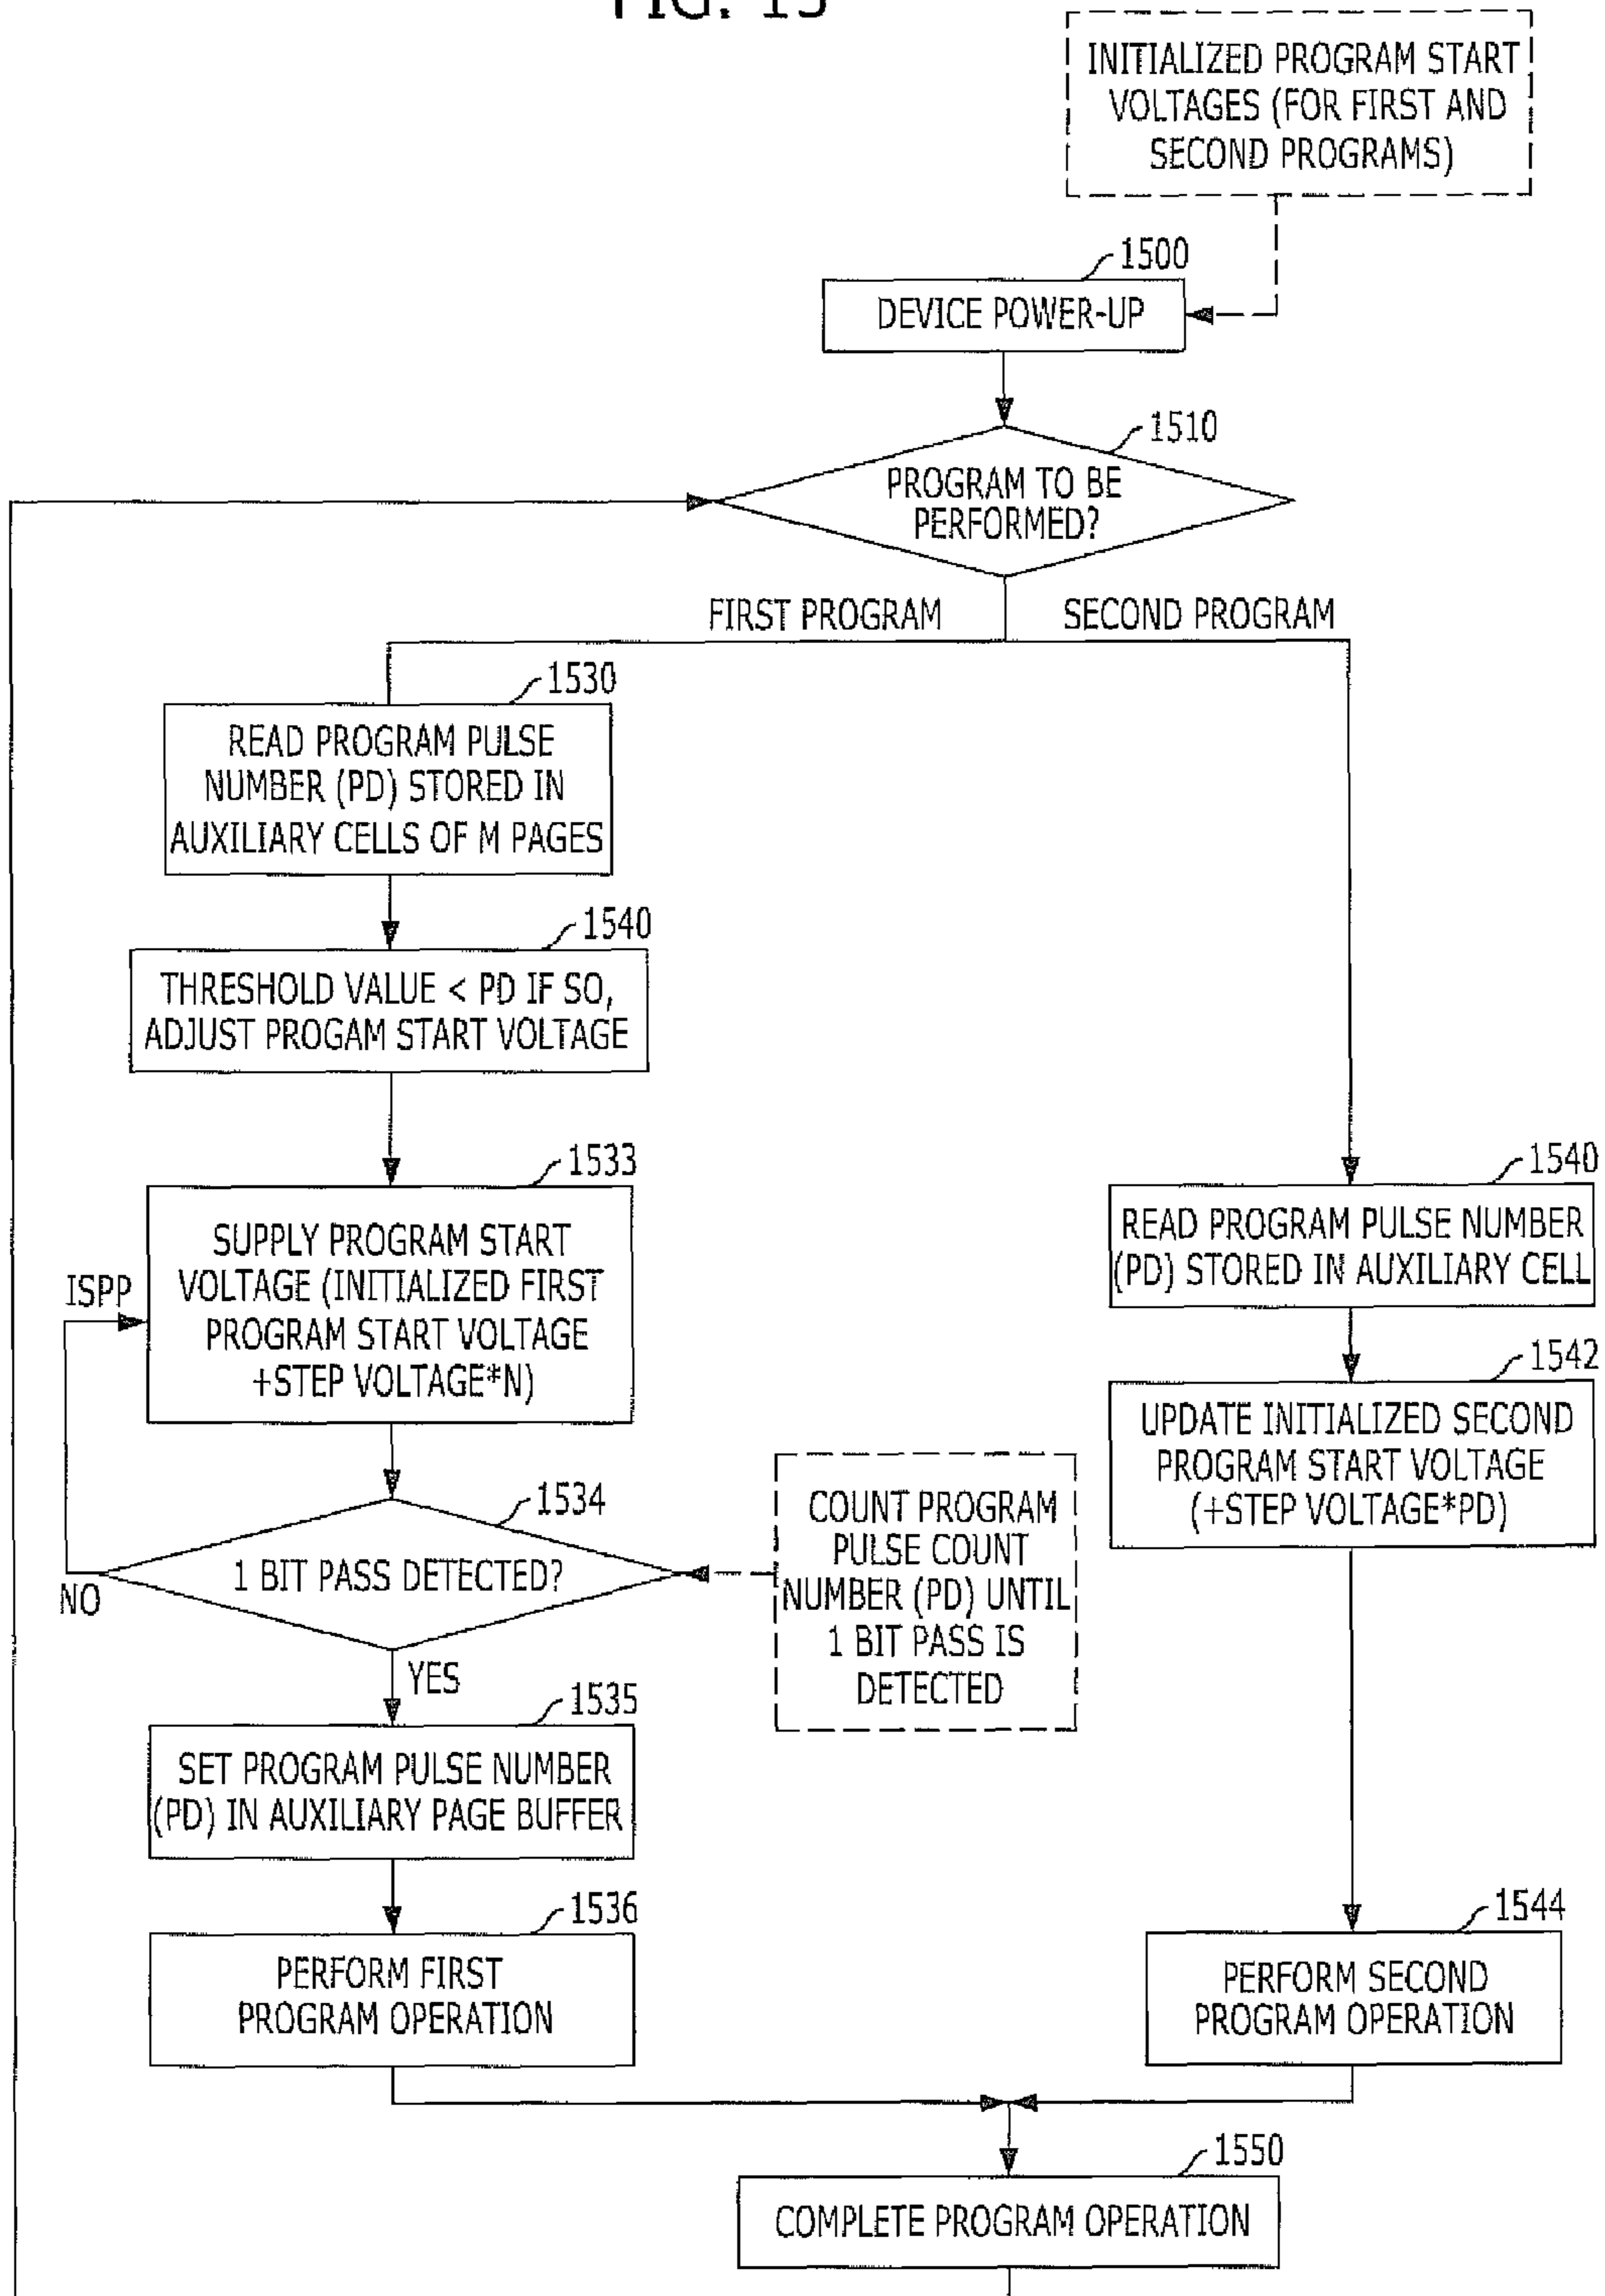 FIG. 15
INITIALIZED PROGRAM START
VOLTAGES (FOR FIRST AND
SECOND PROGRAMS)
1500
DEVICE POWER-UP
1510
PROGRAM TO BE
PERFORMED?
FIRST PROGRAM
SECOND PROGRAM
1530
READ PROGRAM PULSE
NUMBER (PD) STORED IN
AUXILIARY CELLS OF M PAGES
1540
THRESHOLD VALUE < PD IF SO,
ADJUST PROGAM START VOLTAGE
1533
SUPPLY PROGRAM START
VOLTAGE (INITIALIZED FIRST
PROGRAM START VOLTAGE
+STEP VOLTAGE*N)
ISPP
1540
READ PROGRAM PULSE NUMBER
(PD) STORED IN AUXILIARY CELL
1542
UPDATE INITIALIZED SECOND
PROGRAM START VOLTAGE
(+STEP VOLTAGE*PD)
1534
1 BIT PASS DETECTED?
NO
YES
COUNT PROGRAM
PULSE COUNT
NUMBER (PD) UNTIL
1 BIT PASS IS
DETECTED
1535
SET PROGRAM PULSE NUMBER
(PD) IN AUXILIARY PAGE BUFFER
1536
PERFORM FIRST
PROGRAM OPERATION
1544
PERFORM SECOND
PROGRAM OPERATION
1550
COMPLETE PROGRAM OPERATION